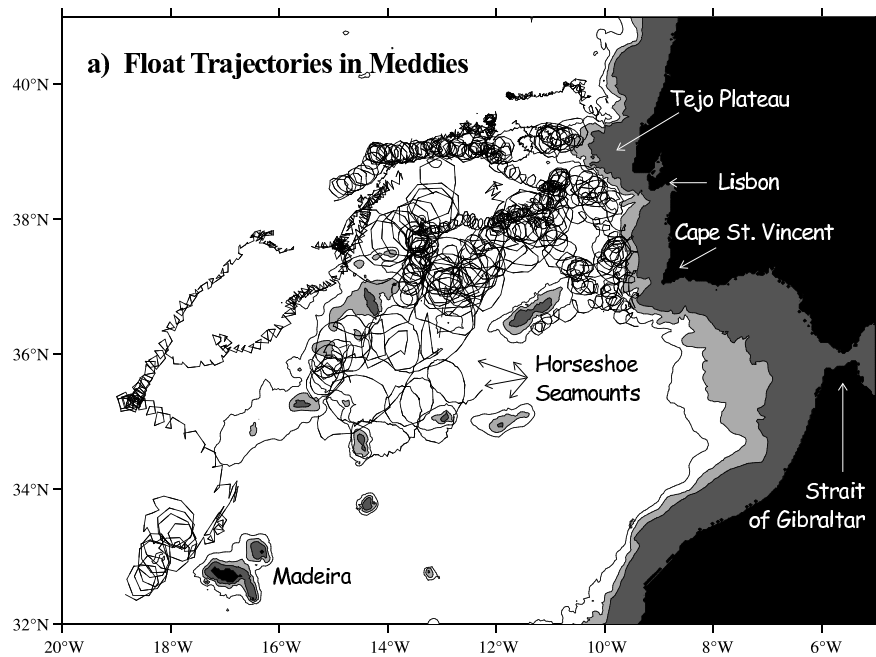 a) Float Trajectories in Meddies
40°N
38°N
36°N
34°N
32°N
Tejo Plateau
Lisbon
Cape St. Vincent
Horseshoe
Seamounts
Strait
of Gibraltar
Madeira
20°W
18°W
16°W
14°W
12°W
10°W
8°W
6°W